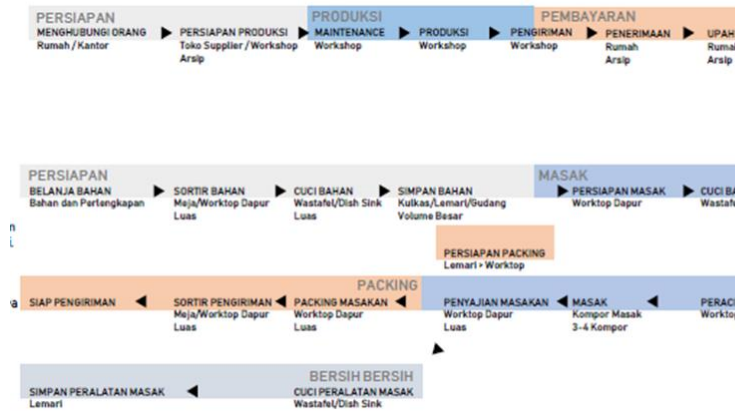 PERSIAPAN PRODUKSI PEMBAYARAN
MENGHUBUNGI ORANG PERSIAPAN PRODUKSI MAINTENANCE PRODUKSI PENGIRIMAN PENERIMAAN UPAH
Rumah / Kantor Toko Supplier / Workshop Workshop Workshop Workshop Rumah
Arsip Arsip Arsip
PERSIAPAN MASAK
BELANJA BAHAN SORTIR BAHAN CUCI BAHAN SIMPAN BAHAN PERSIAPAN MASAK CUCI
Bahan dan Perlengkapan Meja/Worktop Dapur Wastafel/Dish Sink Kulkas/Lemari/Gudang Worktop Dapur
Luas Luas Volume Besar
PERSIAPAN PACKING
Lemari > Worktop
PACKING
SIAP PENGIRIMAN SORTIR PENGIRIMAN PACKING MASAKAN PENYAJIAN MASAKAN MASAK
Meja/Worktop Dapur Worktop Dapur Worktop Dapur Kompor Masak
Luas Luas Luas 3-4 Kompor
BERSIH BERSIH
SIMPAN PERALATAN MASAK CUCI PERALATAN MASAK
Lemari Wastafel/Dish Sink